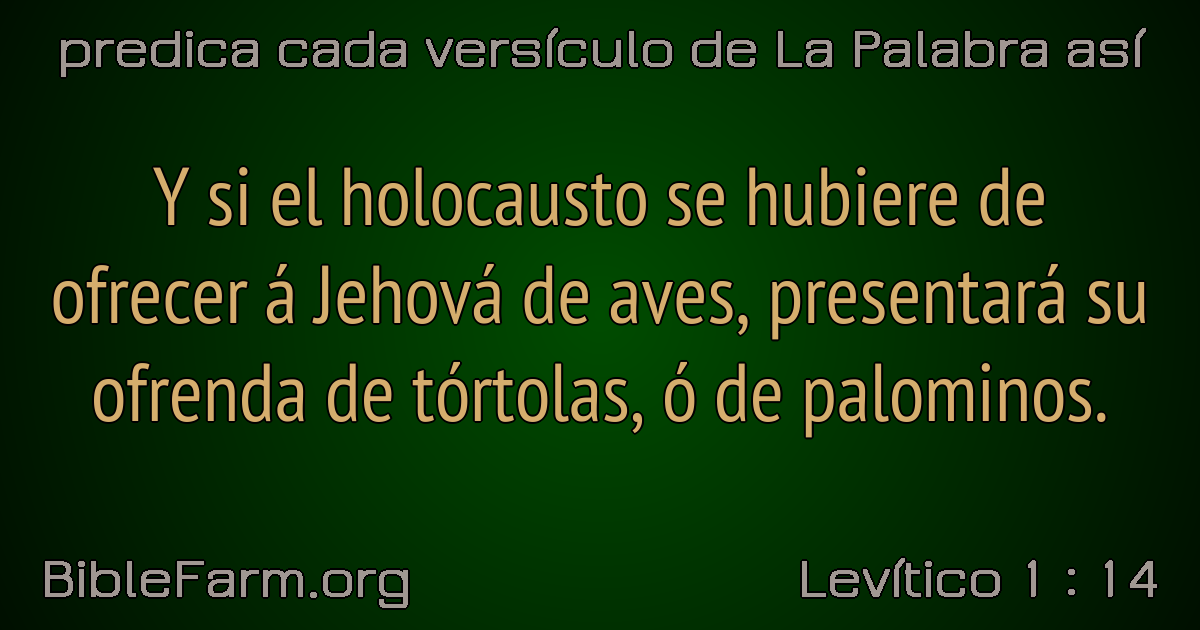 predica cada versículo de La Palabra así
Y si el holocausto se hubiere de
ofrecer á Jehová de aves, presentará su
ofrenda de tórtolas, ó de palominos.
BibleFarm.org
Levítico 1 : 14